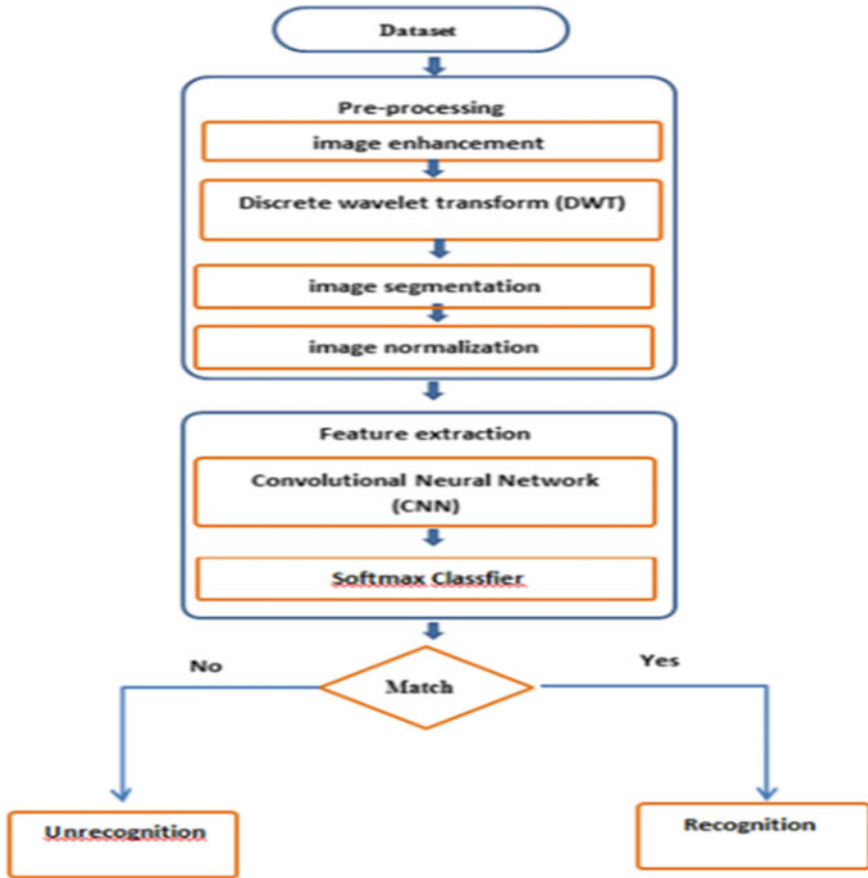 Dataset
Pre-processing
image enhancement
Discrete wavelet transform (DWT)
image segmentation
image normalization
Feature extraction
Convolutional Neural Network
(CNN)
Softmax Classfier
No
Yes
Match
Unrecognition
Recognition